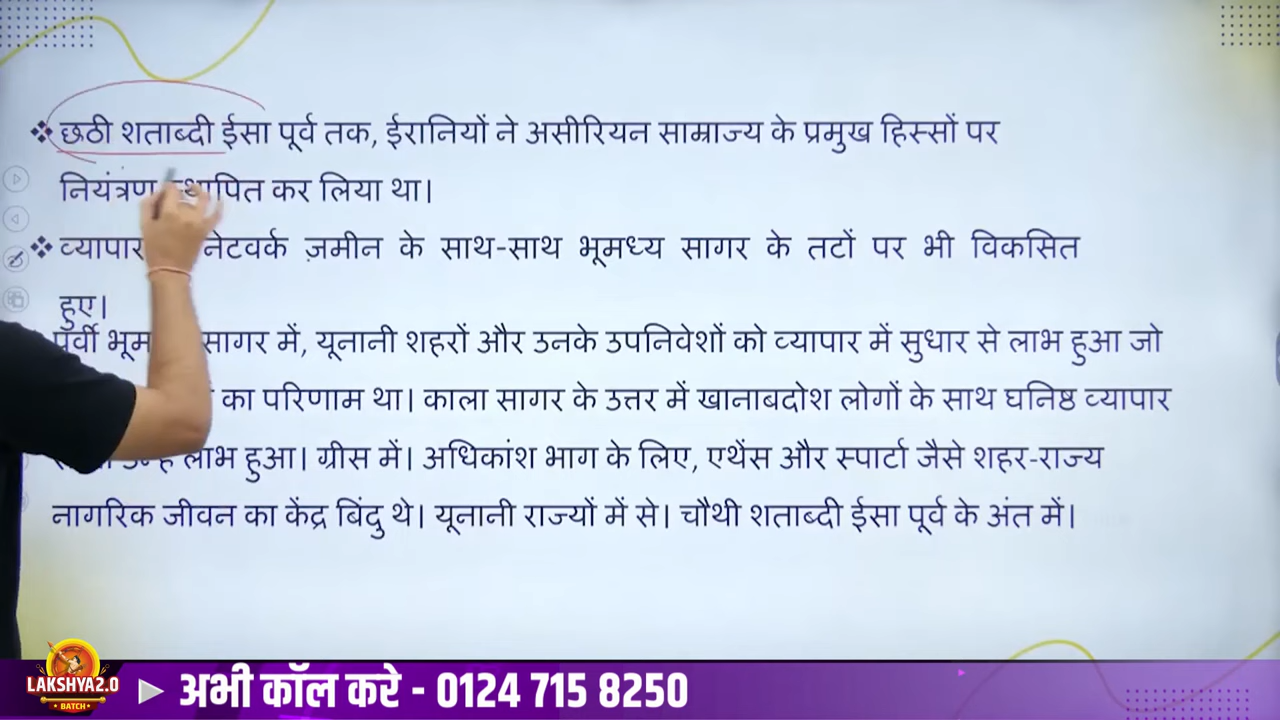 ❖ छठी शताब्दी ईसा पूर्व तक, ईरानियों ने असीरियन साम्राज्य के प्रमुख हिस्सों पर
नियंत्रण स्थापित कर लिया था।
❖ व्यापार नेटवर्क ज़मीन के साथ-साथ भूमध्य सागर के तटों पर भी विकसित
हुए।
पूर्वी सागर में, यूनानी शहरों और उनके उपनिवेशों को व्यापार में सुधार से लाभ हुआ जो
का परिणाम था। काला सागर के उत्तर में खानाबदोश लोगों के साथ घनिष्ठ व्यापार
लाभ हुआ। ग्रीस में। अधिकांश भाग के लिए, एथेंस और स्पार्टा जैसे शहर-राज्य
नागरिक जीवन का केंद्र बिंदु थे। यूनानी राज्यों में से। चौथी शताब्दी ईसा पूर्व के अंत में।
LAKSHYA2.0
BATCH
अभी कॉल करे - 0124 715 8250